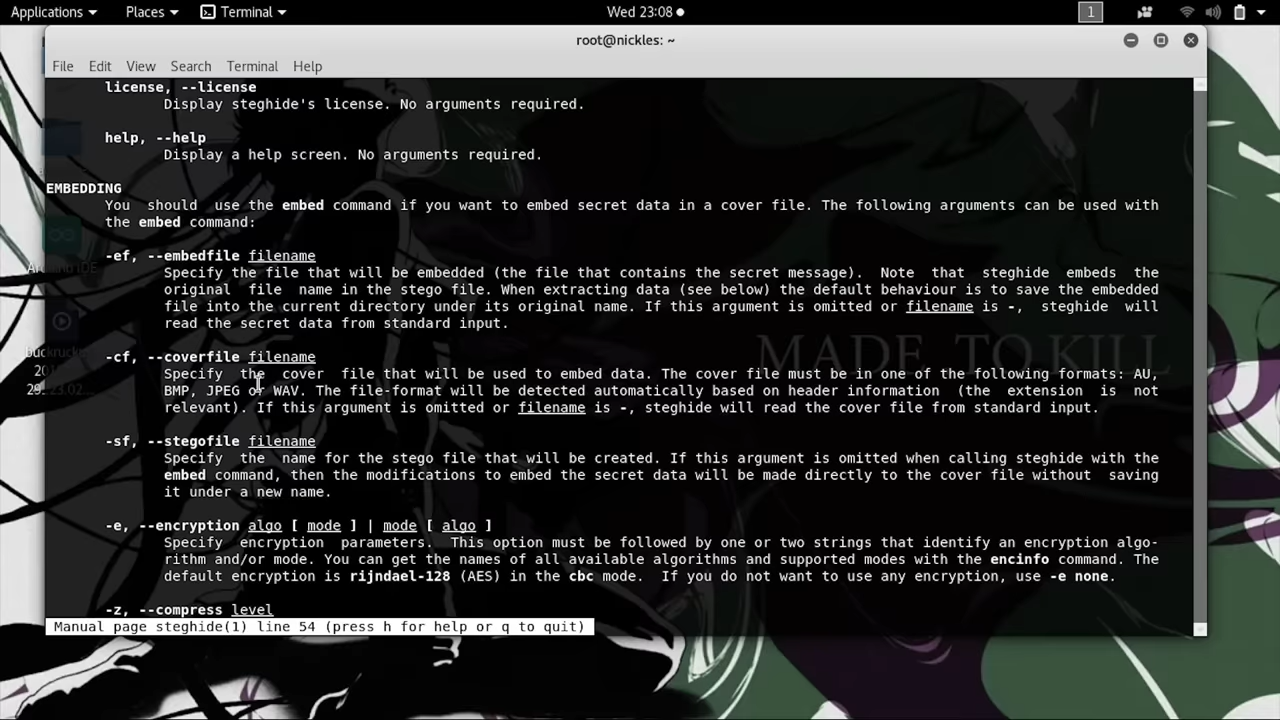 Applications Places Terminal Wed 23:08 1
root@nickles: ~
File Edit View Search Terminal Help
license, --license
Display steghide's license. No arguments required.
help, --help
Display a help screen. No arguments required.
EMBEDDING
You should use the embed command if you want to embed secret data in a cover file. The following arguments can be used with
the embed command:
-ef, --embedfile filename
Specify the file that will be embedded (the file that contains the secret message). Note that steghide embeds the
original file name in the stego file. When extracting data (see below) the default behaviour is to save the embedded
file into the current directory under its original name. If this argument is omitted or filename is -, steghide will
read the secret data from standard input.
MADE TO KILL
-cf, --coverfile filename
Specify the cover file that will be used to embed data. The cover file must be in one of the following formats: AU,
BMP, JPEG or WAV. The file-format will be detected automatically based on header information (the extension is not
relevant). If this argument is omitted or filename is -, steghide will read the cover file from standard input.
-sf, --stegofile filename
Specify the name for the stego file that will be created. If this argument is omitted when calling steghide with the
embed command, then the modifications to embed the secret data will be made directly to the cover file without saving
it under a new name.
-e, --encryption algo [ mode ] | mode [ algo ]
Specify encryption parameters. This option must be followed by one or two strings that identify an encryption algo-
rithm and/or mode. You can get the names of all available algorithms and supported modes with the encinfo command. The
default encryption is rijndael-128 (AES) in the cbc mode. If you do not want to use any encryption, use -e none.
-z, --compress level
Manual page steghide(1) line 54 (press h for help or q to quit)